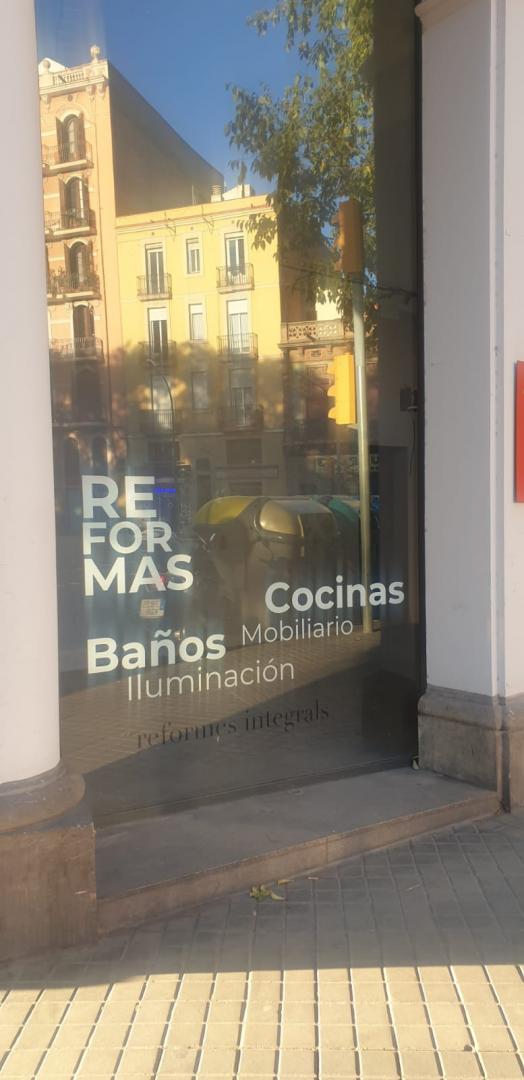 RE
FOR
MAS
Cocinas
Baños Mobiliario
Iluminación
reformes integrals